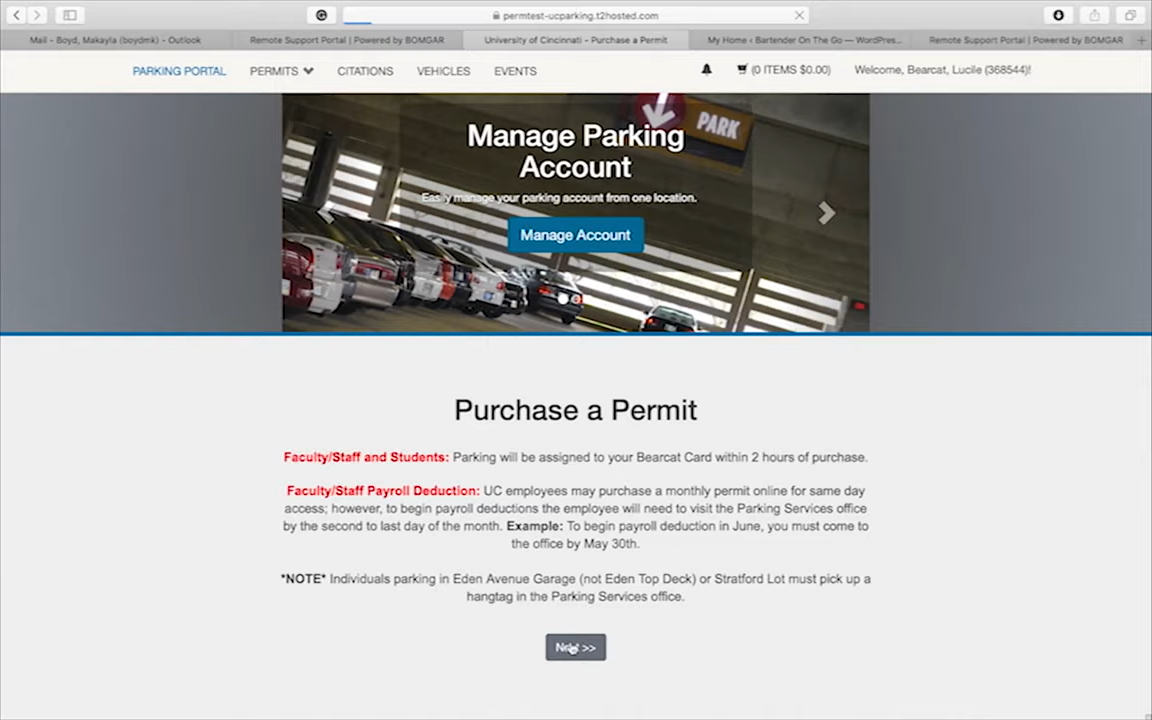 permtest-ucparking.t2hosted.com
Mail - Boyd, Makayla (boydmk) - Outlook
Remote Support Portal | Powered by BOMGAR
University of Cincinnati - Purchase a Permit
My Home ‹ Bartender On The Go — WordPres...
Remote Support Portal | Powered by BOMGAR
PARKING PORTAL
PERMITS
CITATIONS
VEHICLES
EVENTS
(0 ITEMS $0.00)
Welcome, Bearcat, Lucile (368544)!
PARK
Manage Parking
Account
Easily manage your parking account from one location.
Manage Account
Purchase a Permit
Faculty/Staff and Students: Parking will be assigned to your Bearcat Card within 2 hours of purchase.
Faculty/Staff Payroll Deduction: UC employees may purchase a monthly permit online for same day
access; however, to begin payroll deductions the employee will need to visit the Parking Services office
by the second to last day of the month. Example: To begin payroll deduction in June, you must come to
the office by May 30th.
*NOTE* Individuals parking in Eden Avenue Garage (not Eden Top Deck) or Stratford Lot must pick up a
hangtag in the Parking Services office.
Next >>